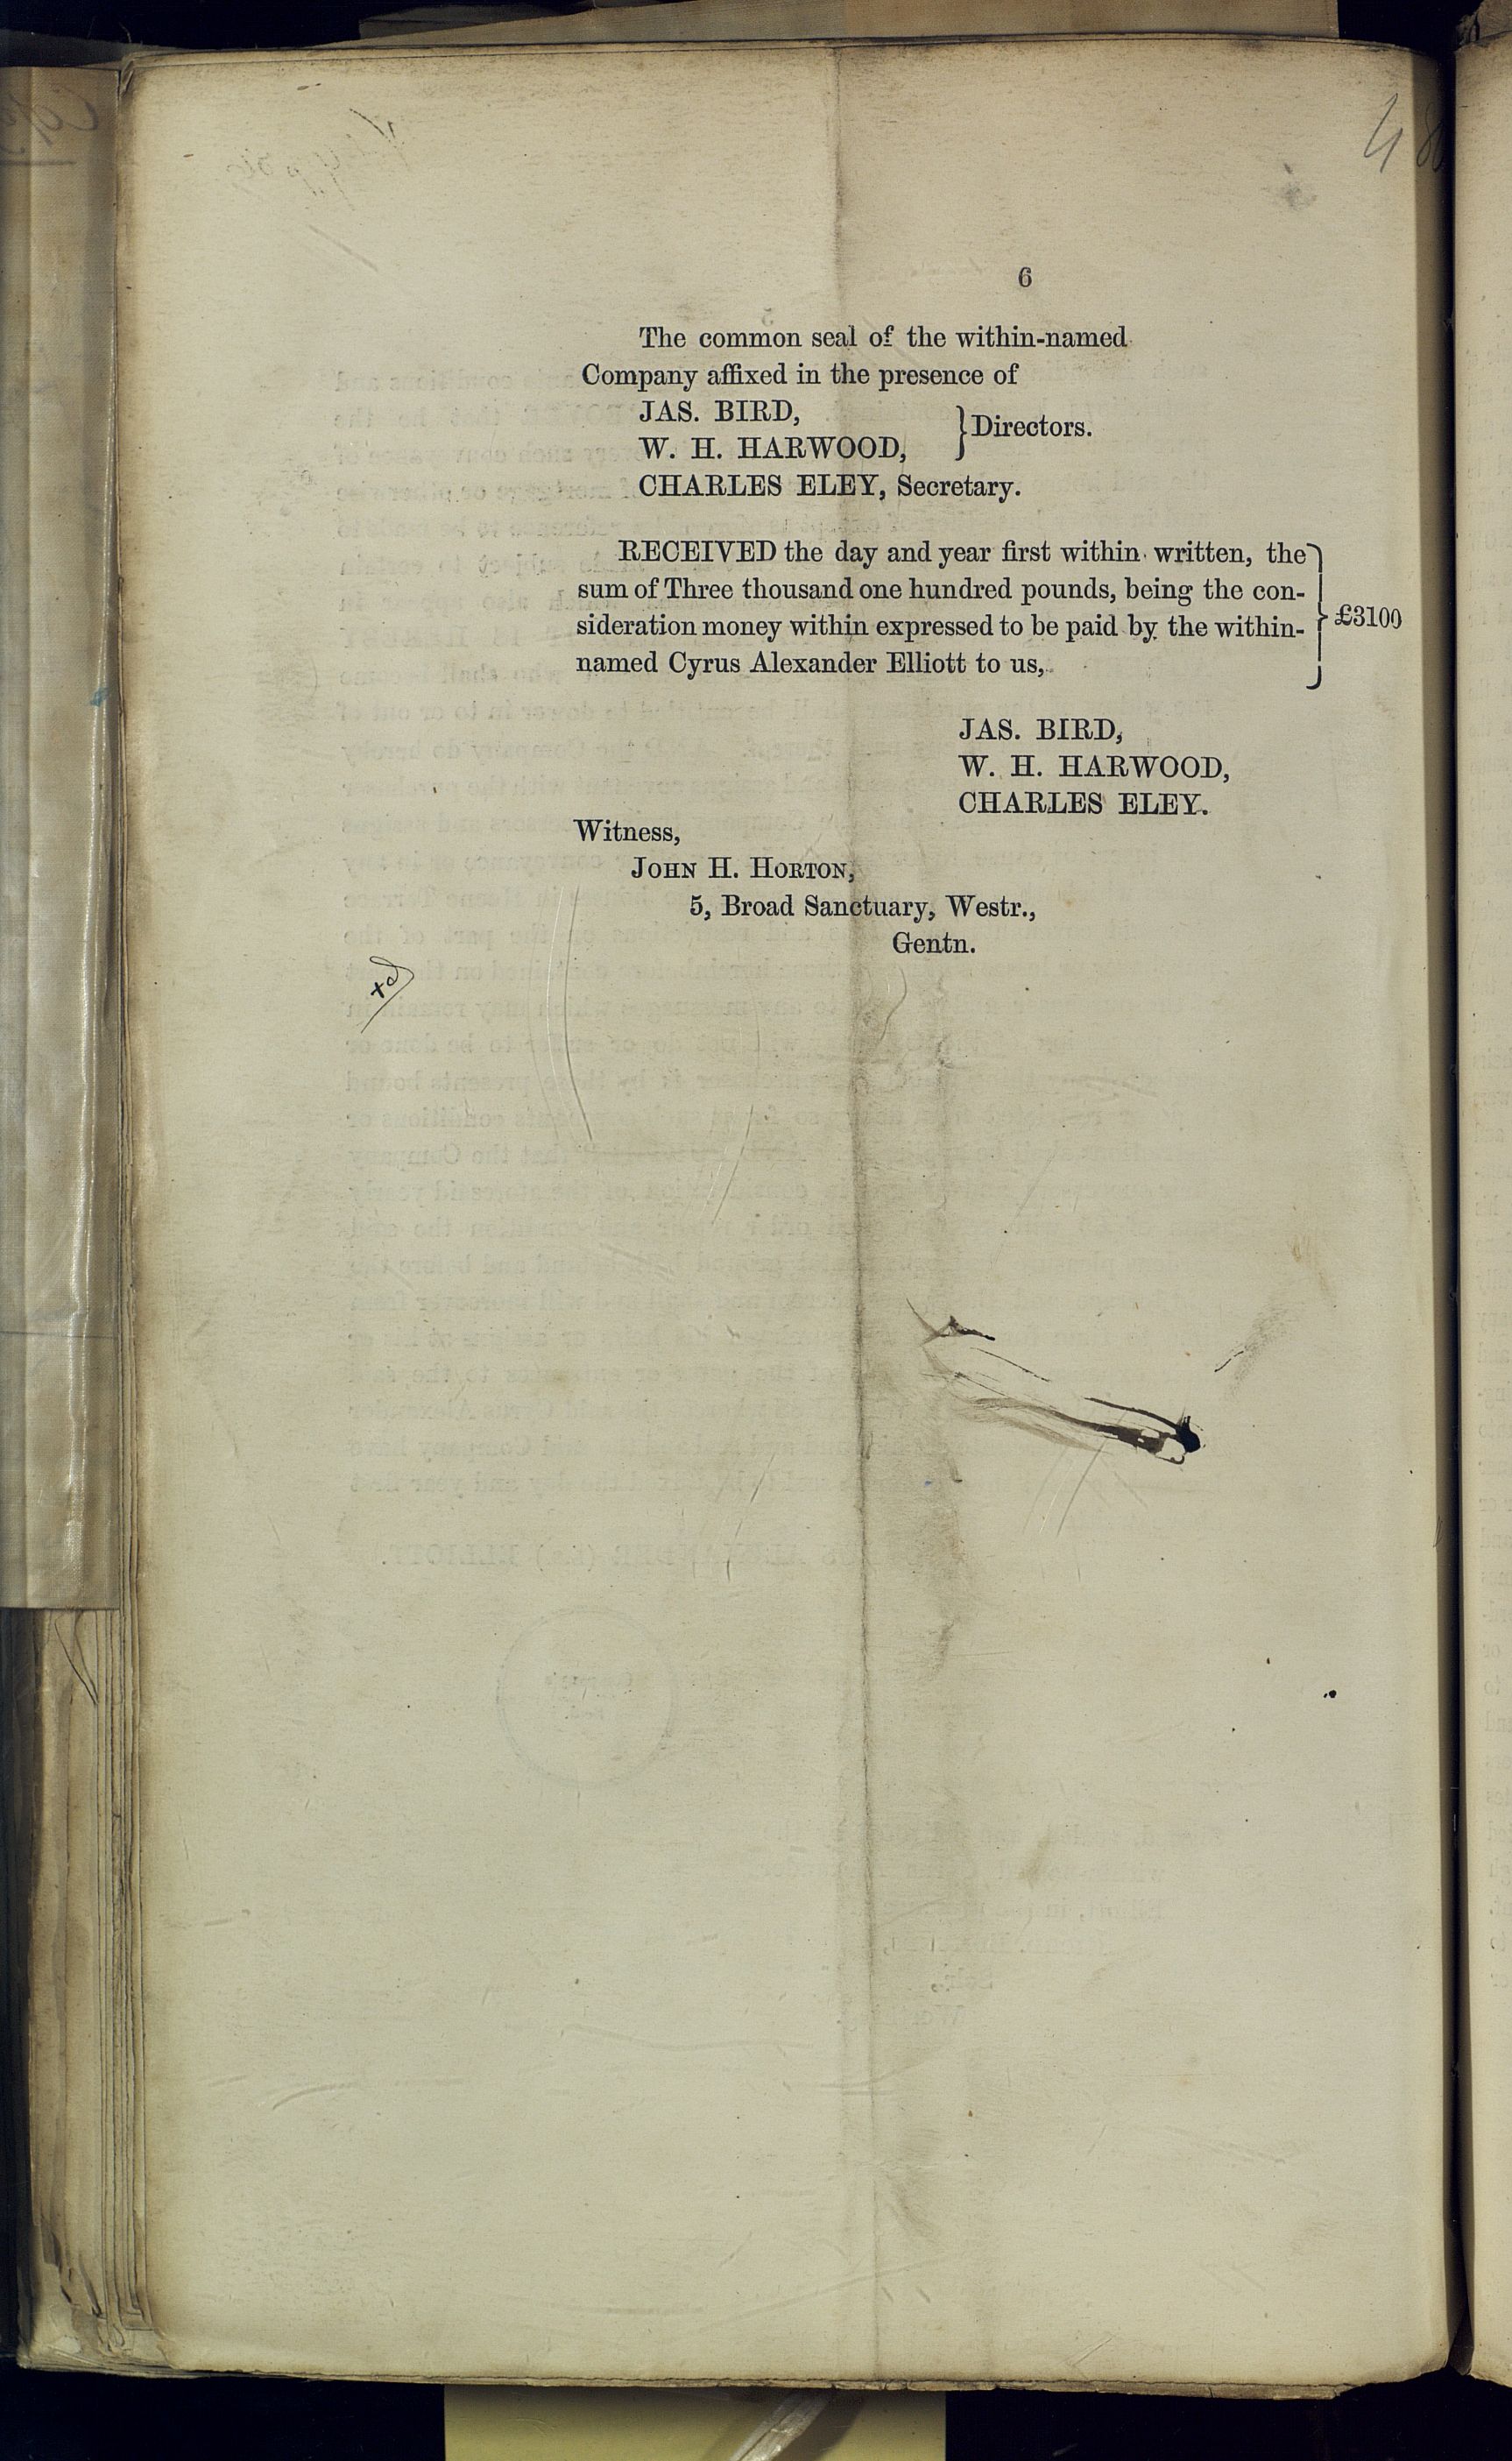 6
The common seal of the within-named
Company affixed in the presence of
JAS. BIRD,
W. H. HARWOOD,
} Directors.
CHARLES ELEY, Secretary.
RECEIVED the day and year first within written, the
sum of Three thousand one hundred pounds, being the con-
sideration money within expressed to be paid by the within-
named Cyrus Alexander Elliott to us,
} £3100
JAS. BIRD,
W. H. HARWOOD,
CHARLES ELEY.
Witness,
JOHN H. HORTON,
5, Broad Sanctuary, Westr.,
Gentn.